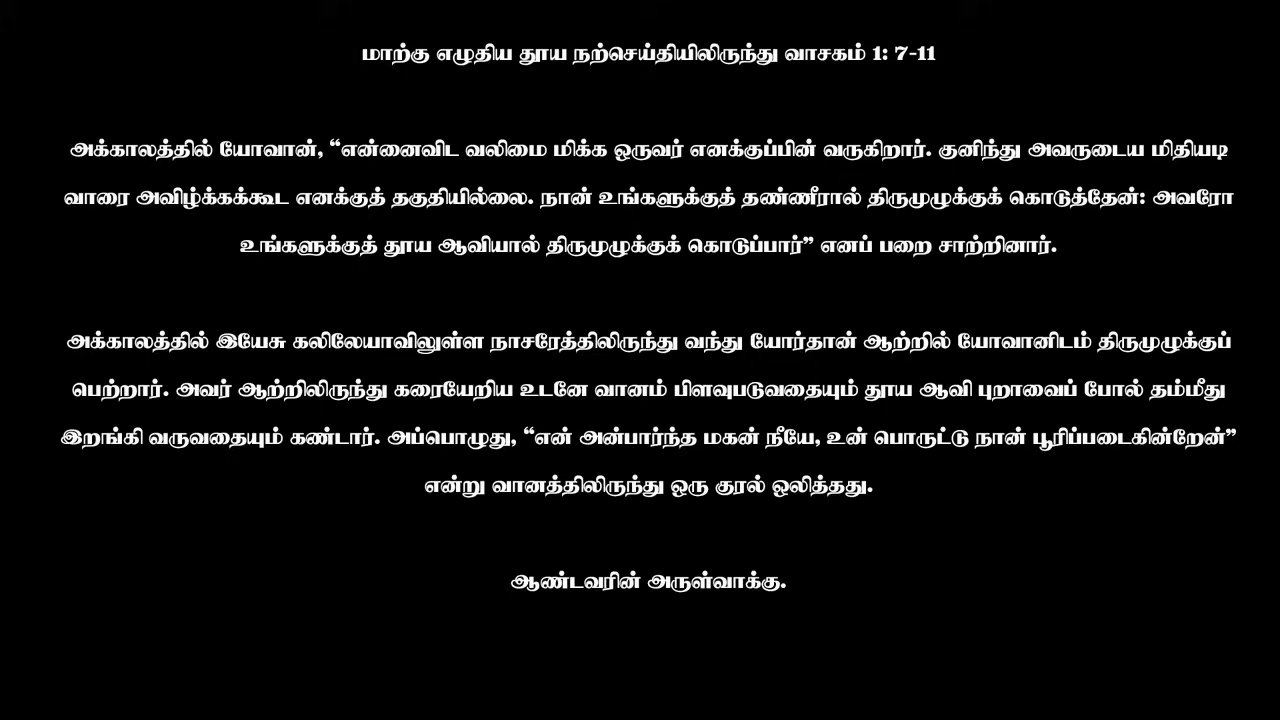 மாற்கு எழுதிய தூய நற்செய்தியிலிருந்து வாசகம் 1: 7-11
அக்காலத்தில் யோவான், “என்னைவிட வலிமை மிக்க ஒருவர் எனக்குப்பின் வருகிறார். குனிந்து அவருடைய மிதியடி
வாரை அவிழ்க்கக்கூட எனக்குத் தகுதியில்லை. நான் உங்களுக்குத் தண்ணீரால் திருமுழுக்குக் கொடுத்தேன்: அவரோ
உங்களுக்குத் தூய ஆவியால் திருமுழுக்குக் கொடுப்பார்” எனப் பறை சாற்றினார்.
அக்காலத்தில் இயேசு கலிலேயாவிலுள்ள நாசரேத்திலிருந்து வந்து யோர்தான் ஆற்றில் யோவானிடம் திருமுழுக்குப்
பெற்றார். அவர் ஆற்றிலிருந்து கரையேறிய உடனே வானம் பிளவுபடுவதையும் தூய ஆவி புறாவைப் போல் தம்மீது
இறங்கி வருவதையும் கண்டார். அப்பொழுது, “என் அன்பார்ந்த மகன் நீயே, உன் பொருட்டு நான் பூரிப்படைகின்றேன்”
என்று வானத்திலிருந்து ஒரு குரல் ஒலித்தது.
ஆண்டவரின் அருள்வாக்கு.